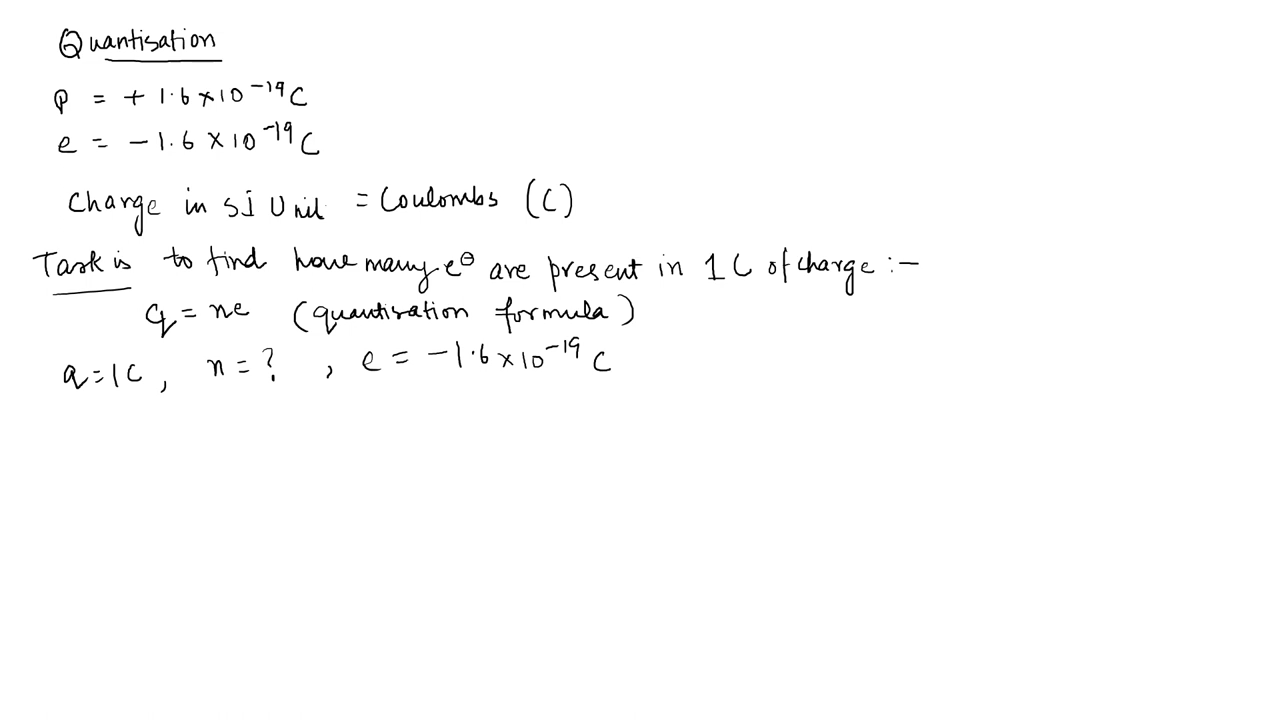 Quantisation
p = + 1.6 × 10⁻¹⁹ C
e = − 1.6 × 10⁻¹⁹ C
Charge in SI Unit = Coulombs (C)
Task is to find how many e⊖ are present in 1 C of charge :−
q = ne (quantisation formula)
q = 1C , n = ? , e = −1.6 × 10⁻¹⁹ C